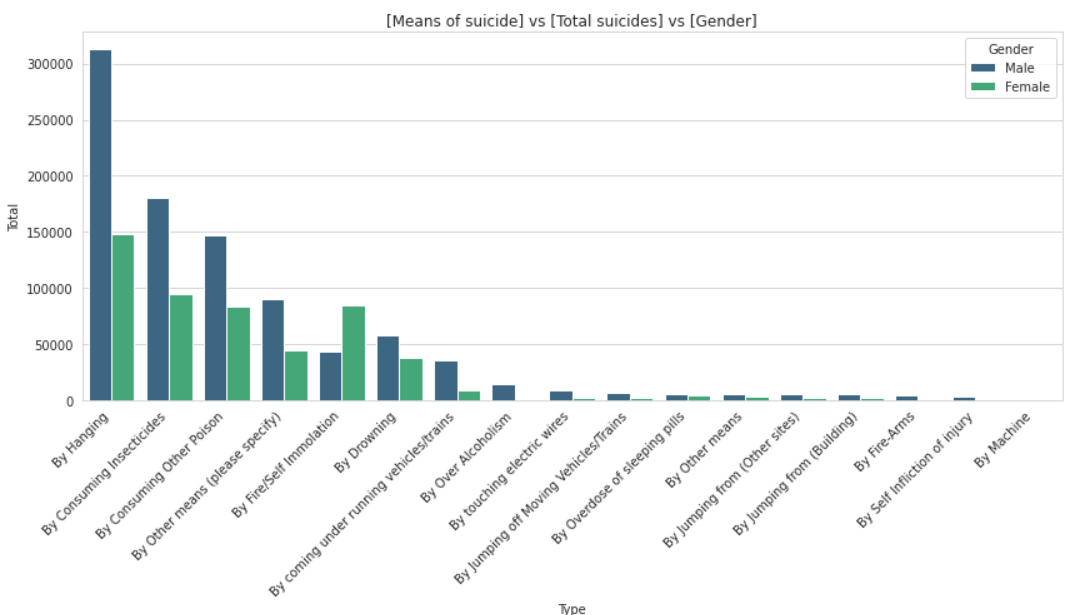 [Means of suicide] vs [Total suicides] vs [Gender]
Gender
Male
Female
Total
300000
250000
200000
150000
100000
50000
0
By Hanging
By Consuming Insecticides
By Consuming Other Poison
By Other means (please specify)
By Fire/Self Immolation
By Drowning
By coming under running vehicles/trains
By Over Alcoholism
By touching electric wires
By Jumping off Moving Vehicles/Trains
By Overdose of sleeping pills
By Other means
By Jumping from (Other sites)
By Jumping from (Building)
By Fire-Arms
By Self Infliction of injury
By Machine
Type